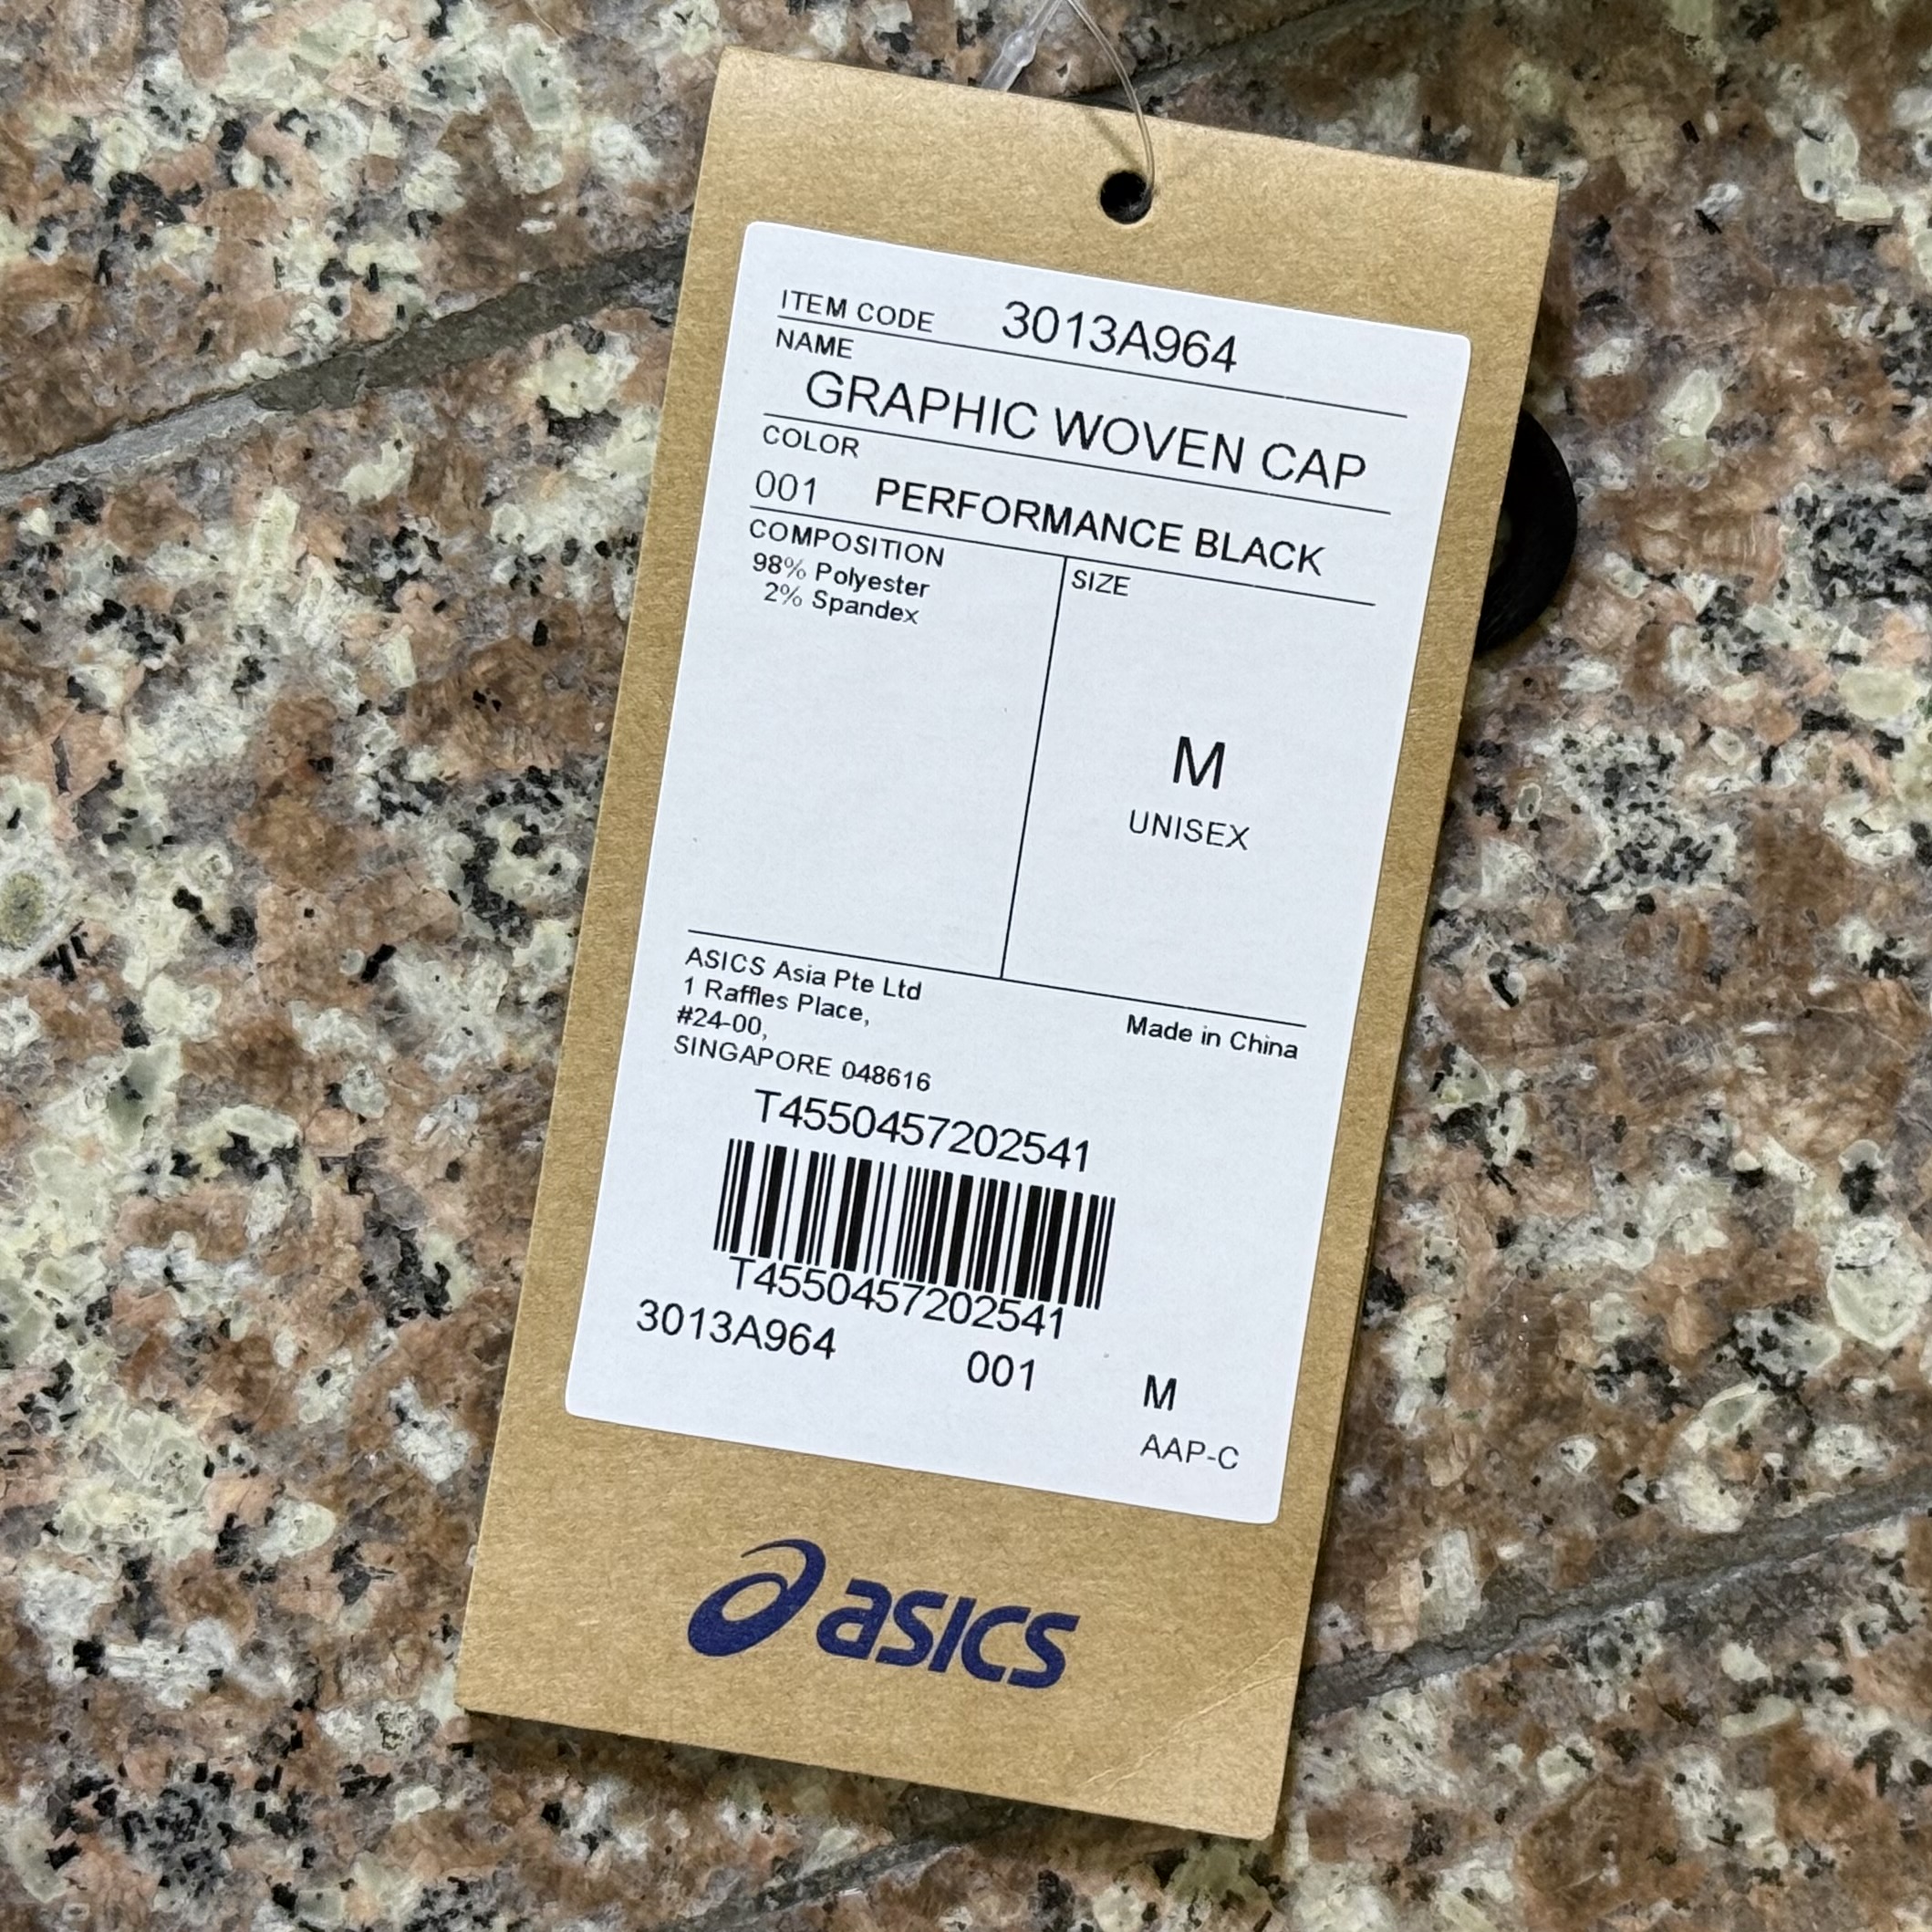 ITEM CODE 3013A964
NAME
GRAPHIC WOVEN CAP
COLOR
001 PERFORMANCE BLACK
COMPOSITION
98% Polyester
2% Spandex
SIZE
M
UNISEX
ASICS Asia Pte Ltd
1 Raffles Place,
#24-00,
SINGAPORE 048616
Made in China
T4550457202541
T4550457202541
3013A964 001 M
AAP-C
asics